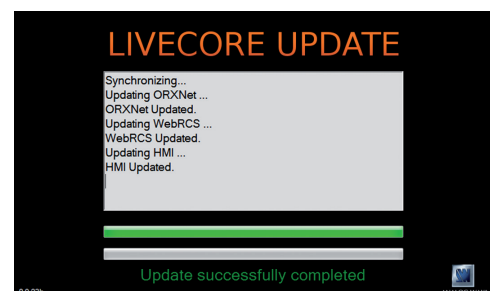 LIVECORE UPDATE
Synchronizing...
Updating ORXNet ...
ORXNet Updated.
Updating WebRCS ...
WebRCS Updated.
Updating HMI ...
HMI Updated.
Update successfully completed